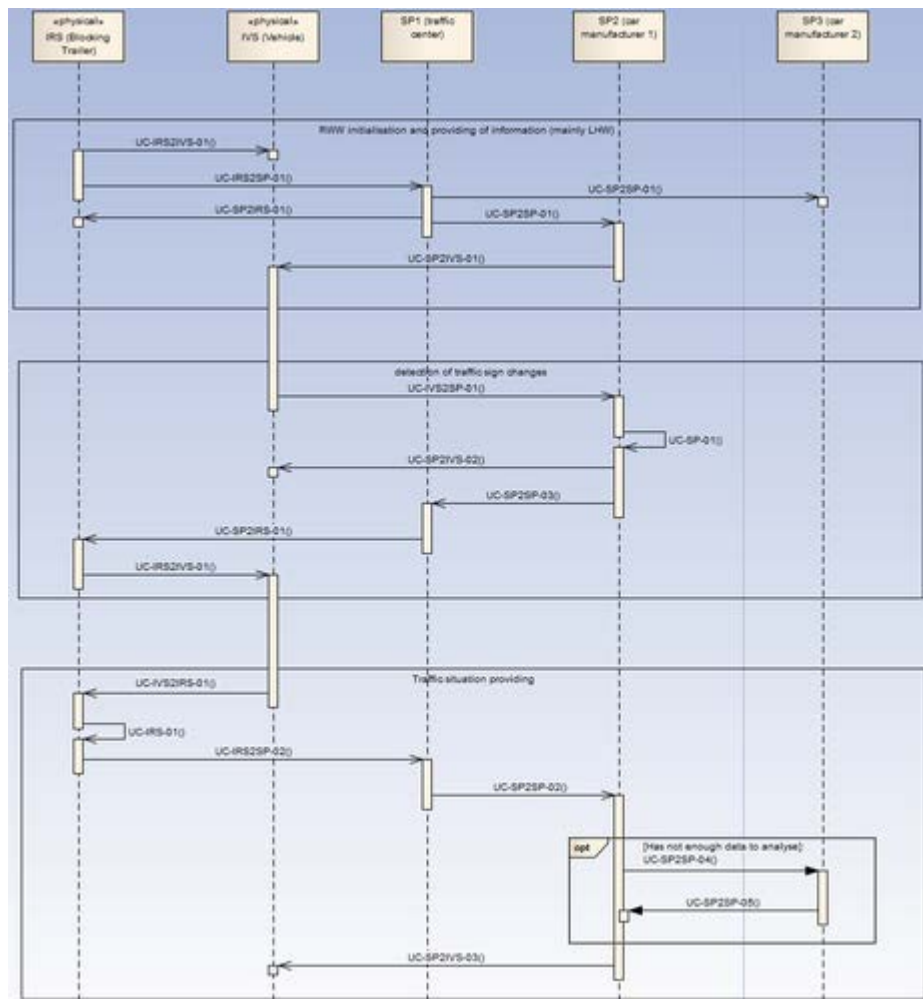 «physical»
IRS (Blocking
Trailer)
«physical»
IVS (Vehicle)
SP1 (traffic
center)
SP2 (car
manufacturer 1)
SP3 (car
manufacturer 2)
RWW initialisation and providing of information (mainly LHW)
UC-IRS2IVS-01()
UC-IRS2SP-01()
UC-SP2SP-01()
UC-SP2IRS-01()
UC-SP2SP-01()
UC-SP2IVS-01()
detection of traffic sign changes
UC-IVS2SP-01()
UC-SP-01()
UC-SP2IVS-02()
UC-SP2SP-03()
UC-SP2IRS-01()
UC-IRS2IVS-01()
Traffic situation providing
UC-IVS2IRS-01()
UC-IRS-01()
UC-IRS2SP-02()
UC-SP2SP-02()
opt
[Has not enough data to analyse]:
UC-SP2SP-04()
UC-SP2SP-05()
UC-SP2IVS-03()